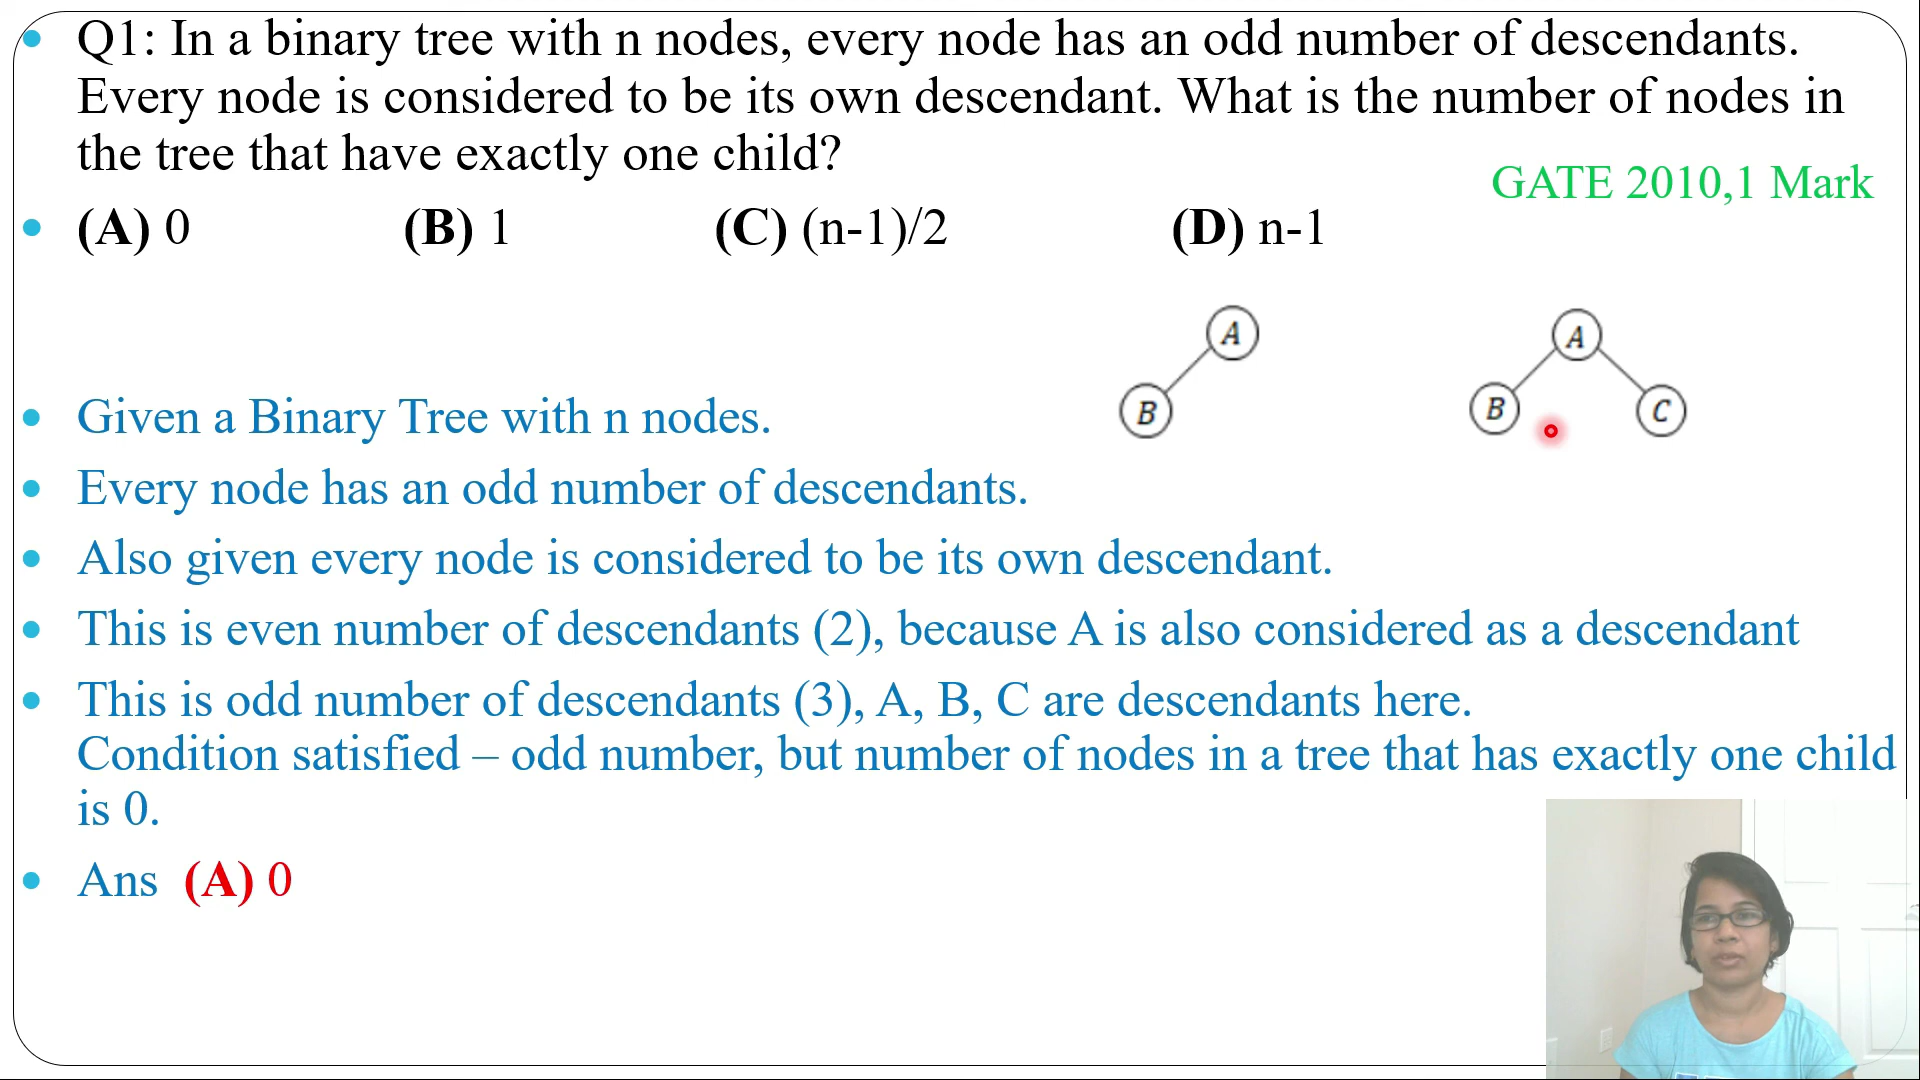 Q1: In a binary tree with n nodes, every node has an odd number of descendants.
Every node is considered to be its own descendant. What is the number of nodes in
the tree that have exactly one child?
GATE 2010,1 Mark
(A) 0 (B) 1 (C) (n-1)/2 (D) n-1
A
B
A
B C
Given a Binary Tree with n nodes.
Every node has an odd number of descendants.
Also given every node is considered to be its own descendant.
This is even number of descendants (2), because A is also considered as a descendant
This is odd number of descendants (3), A, B, C are descendants here.
Condition satisfied – odd number, but number of nodes in a tree that has exactly one child
is 0.
Ans (A) 0